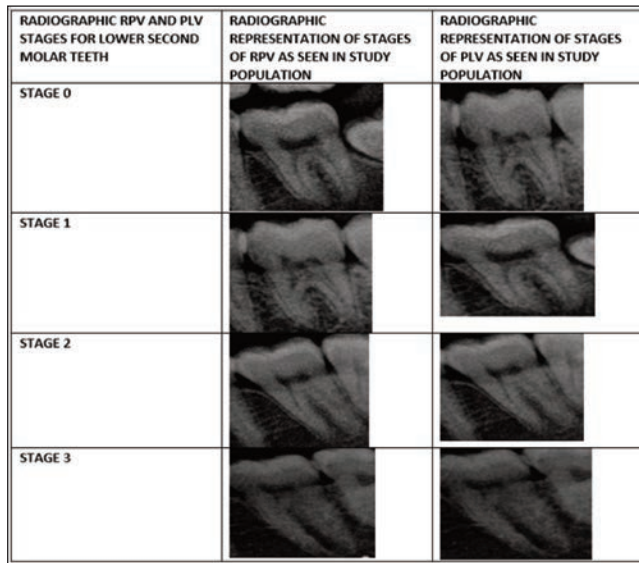 RADIOGRAPHIC RPV AND PLV
STAGES FOR LOWER SECOND
MOLAR TEETH
RADIOGRAPHIC
REPRESENTATION OF STAGES
OF RPV AS SEEN IN STUDY
POPULATION
RADIOGRAPHIC
REPRESENTATION OF STAGES
OF PLV AS SEEN IN STUDY
POPULATION
STAGE 0
STAGE 1
STAGE 2
STAGE 3